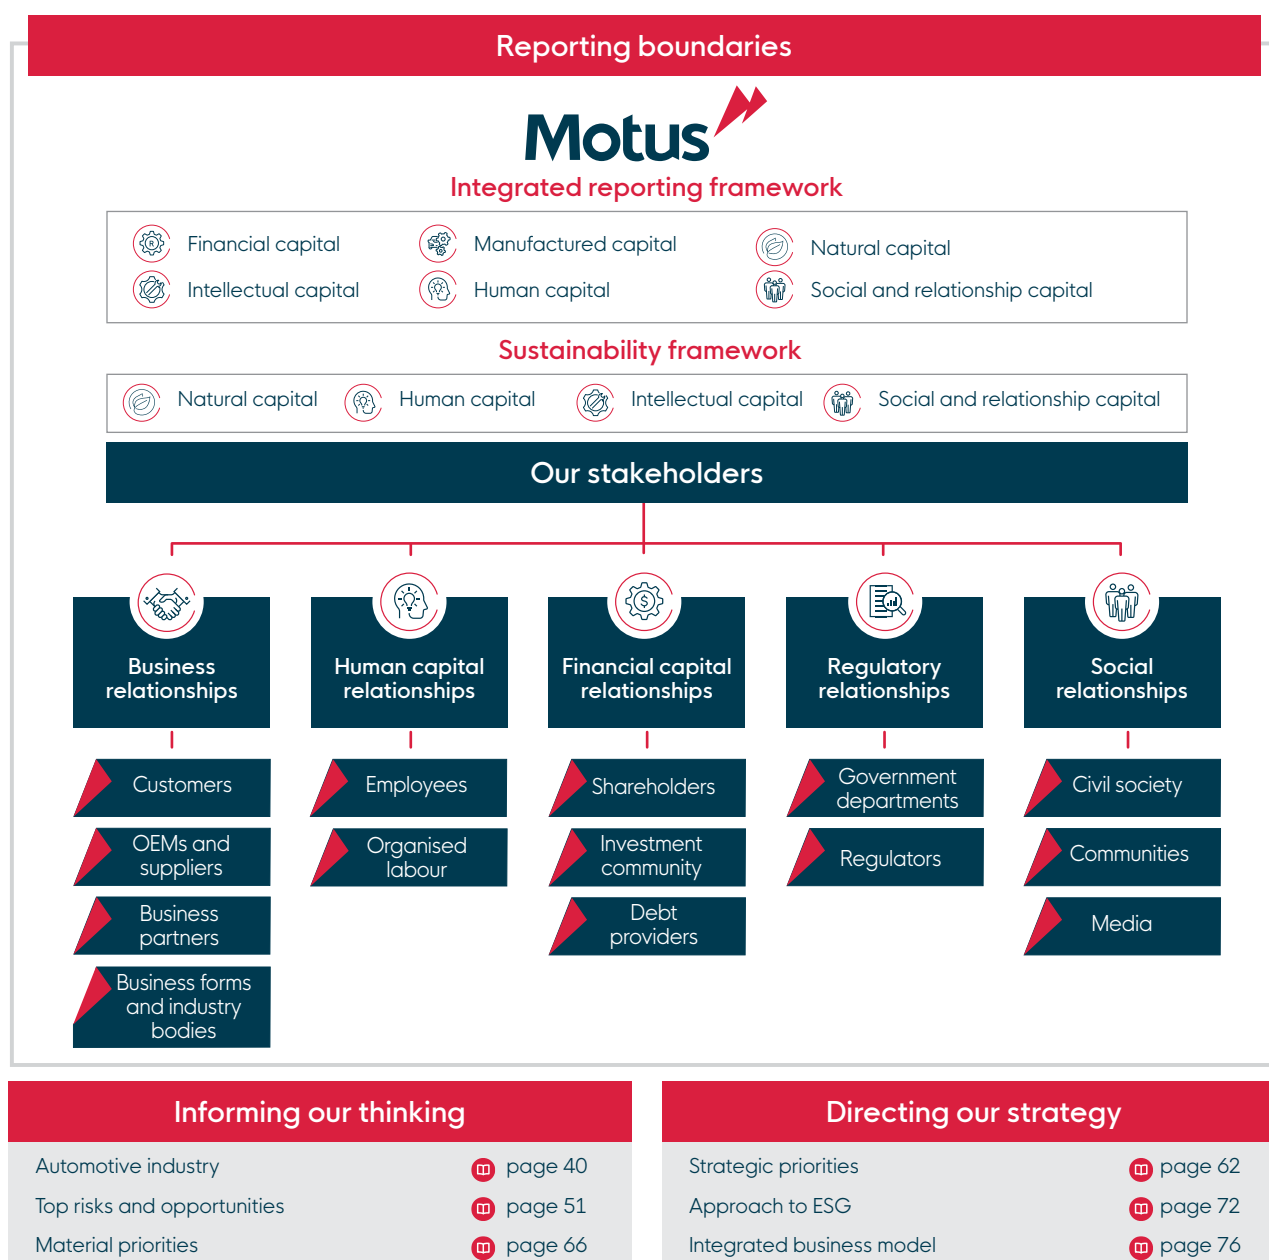 Reporting boundaries
Motus
Integrated reporting framework
Financial capital
Manufactured capital
Natural capital
Intellectual capital
Human capital
Social and relationship capital
Sustainability framework
Natural capital
Human capital
Intellectual capital
Social and relationship capital
Our stakeholders
Business
relationships
Customers
OEMs and
suppliers
Business
partners
Business forms
and industry
bodies
Human capital
relationships
Employees
Organised
labour
Financial capital
relationships
Shareholders
Investment
community
Debt
providers
Regulatory
relationships
Government
departments
Regulators
Social
relationships
Civil society
Communities
Media
Informing our thinking
Automotive industry page 40
Top risks and opportunities page 51
Material priorities page 66
Directing our strategy
Strategic priorities page 62
Approach to ESG page 72
Integrated business model page 76